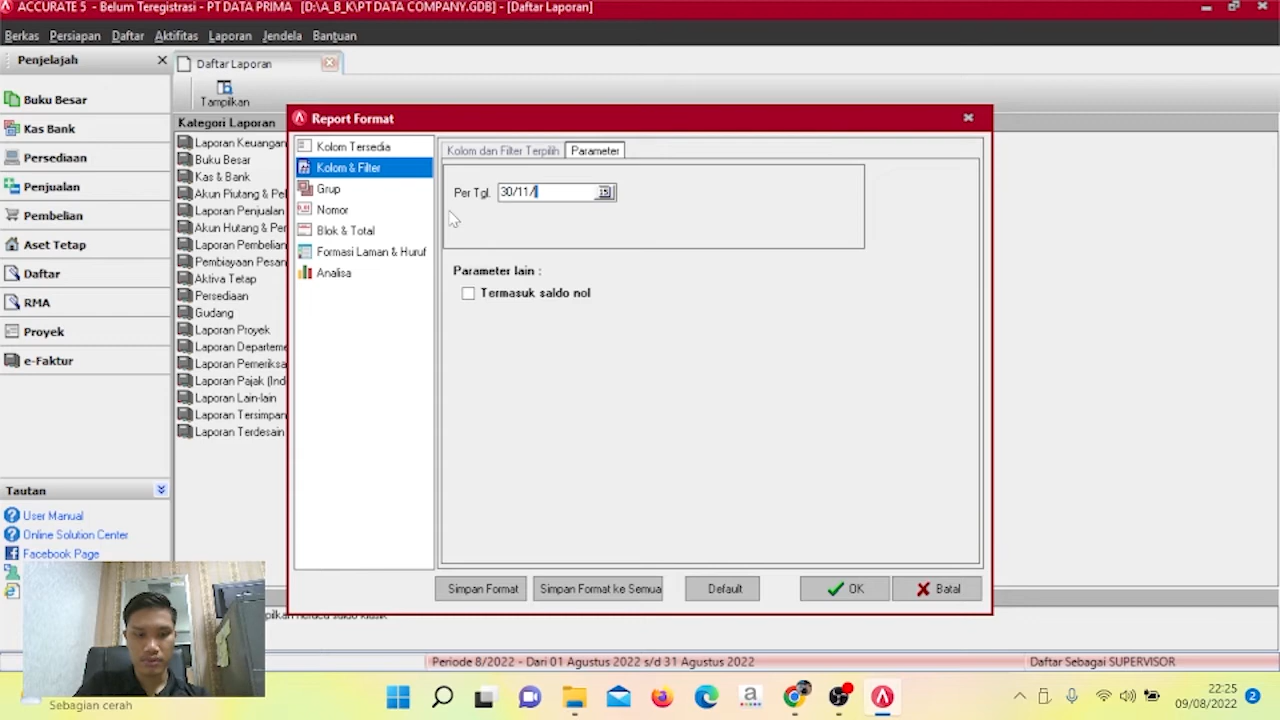 ACCURATE 5 - Belum Teregistrasi - PT DATA PRIMA [D:\A_B_K\PT DATA COMPANY.GDB] - [Daftar Laporan]
Berkas Persiapan Daftar Aktifitas Laporan Jendela Bantuan
Penjelajah
Daftar Laporan
Tampilkan
Buku Besar
Kas Bank
Persediaan
Penjualan
Pembelian
Aset Tetap
Daftar
RMA
Proyek
e-Faktur
Kategori Laporan
Laporan Keuangan
Buku Besar
Kas & Bank
Akun Piutang & Pel
Laporan Penjualan
Akun Hutang & Pem
Laporan Pembelian
Pembiayaan Pesan
Aktiva Tetap
Persediaan
Gudang
Laporan Proyek
Laporan Departeme
Laporan Pemeriksa
Laporan Pajak (Ind
Laporan Lain-lain
Laporan Tersimpan
Laporan Terdesain
Report Format
Kolom Tersedia
Kolom & Filter
Grup
Nomor
Blok & Total
Formasi Laman & Huruf
Analisa
Kolom dan Filter Terpilih Parameter
Per Tgl. 30/11/
Parameter lain :
Termasuk saldo nol
Simpan Format Simpan Format ke Semua Default OK Batal
Tautan
User Manual
Online Solution Center
Facebook Page
saldo klasik
Periode 8/2022 - Dari 01 Agustus 2022 s/d 31 Agustus 2022 Daftar Sebagai SUPERVISOR
Sebagian cerah
22:25
09/08/2022
2